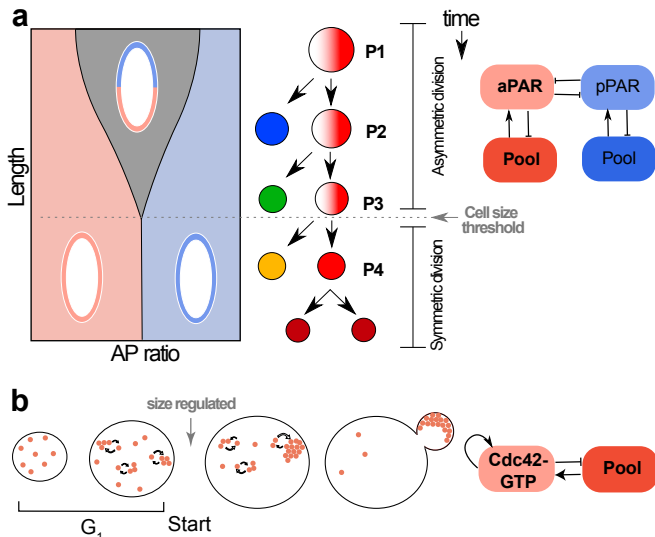 a
Length
AP ratio
P1
P2
P3
P4
time
Asymmetric division
Cell size
threshold
Symmetric division
aPAR
pPAR
Pool
Pool
b
size regulated
G1
Start
Cdc42-
GTP
Pool